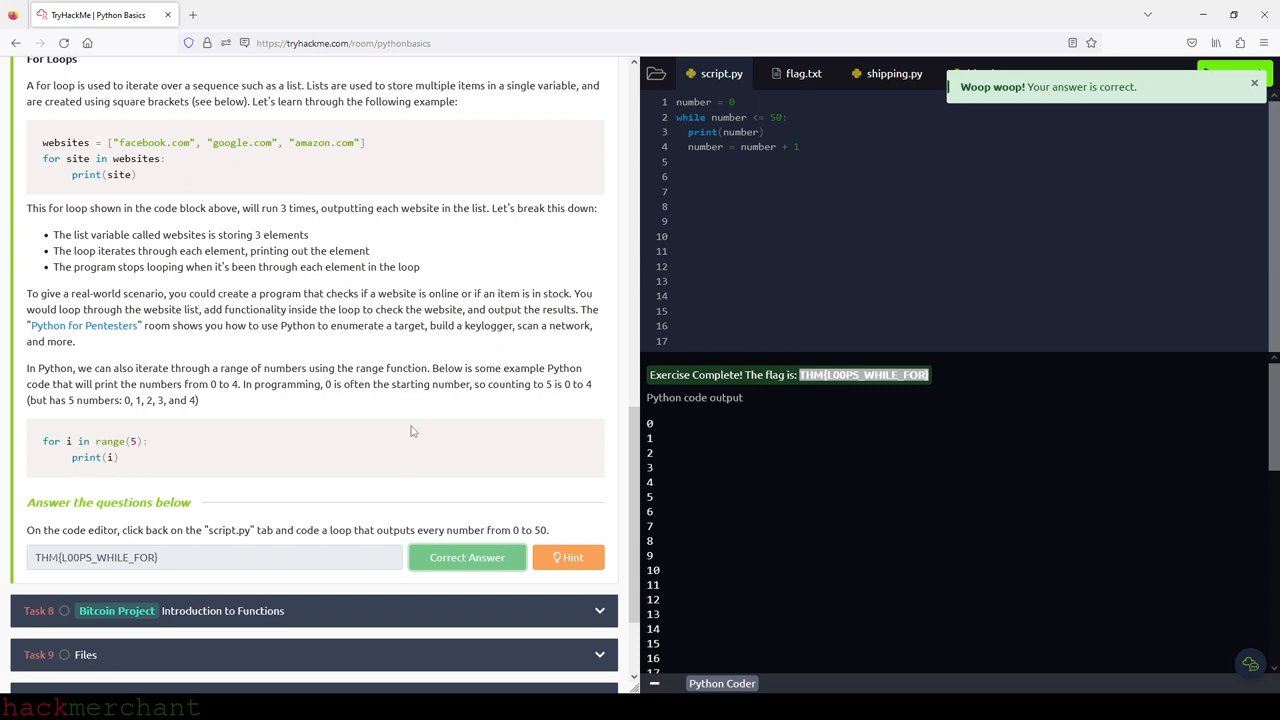 TryHackMe | Python Basics
https://tryhackme.com/room/pythonbasics
For Loops
A for loop is used to iterate over a sequence such as a list. Lists are used to store multiple items in a single variable, and
are created using square brackets (see below). Let's learn through the following example:
websites = ["facebook.com", "google.com", "amazon.com"]
for site in websites:
print(site)
This for loop shown in the code block above, will run 3 times, outputting each website in the list. Let's break this down:
The list variable called websites is storing 3 elements
The loop iterates through each element, printing out the element
The program stops looping when it's been through each element in the loop
To give a real-world scenario, you could create a program that checks if a website is online or if an item is in stock. You
would loop through the website list, add functionality inside the loop to check the website, and output the results. The
"Python for Pentesters" room shows you how to use Python to enumerate a target, build a keylogger, scan a network,
and more.
In Python, we can also iterate through a range of numbers using the range function. Below is some example Python
code that will print the numbers from 0 to 4. In programming, 0 is often the starting number, so counting to 5 is 0 to 4
(but has 5 numbers: 0, 1, 2, 3, and 4)
for i in range(5):
print(i)
Answer the questions below
On the code editor, click back on the "script.py" tab and code a loop that outputs every number from 0 to 50.
THM{L00PS_WHILE_FOR}
Correct Answer
Hint
Task 8 Bitcoin Project Introduction to Functions
Task 9 Files
script.py
flag.txt
shipping.py
Woop woop! Your answer is correct.
1 number = 0
2 while number <= 50:
3 print(number)
4 number = number + 1
5
6
7
8
9
10
11
12
13
14
15
16
17
Exercise Complete! The flag is: THM{L00PS_WHILE_FOR}
Python code output
0
1
2
3
4
5
6
7
8
9
10
11
12
13
14
15
16
17
Python Coder
hackmerchant